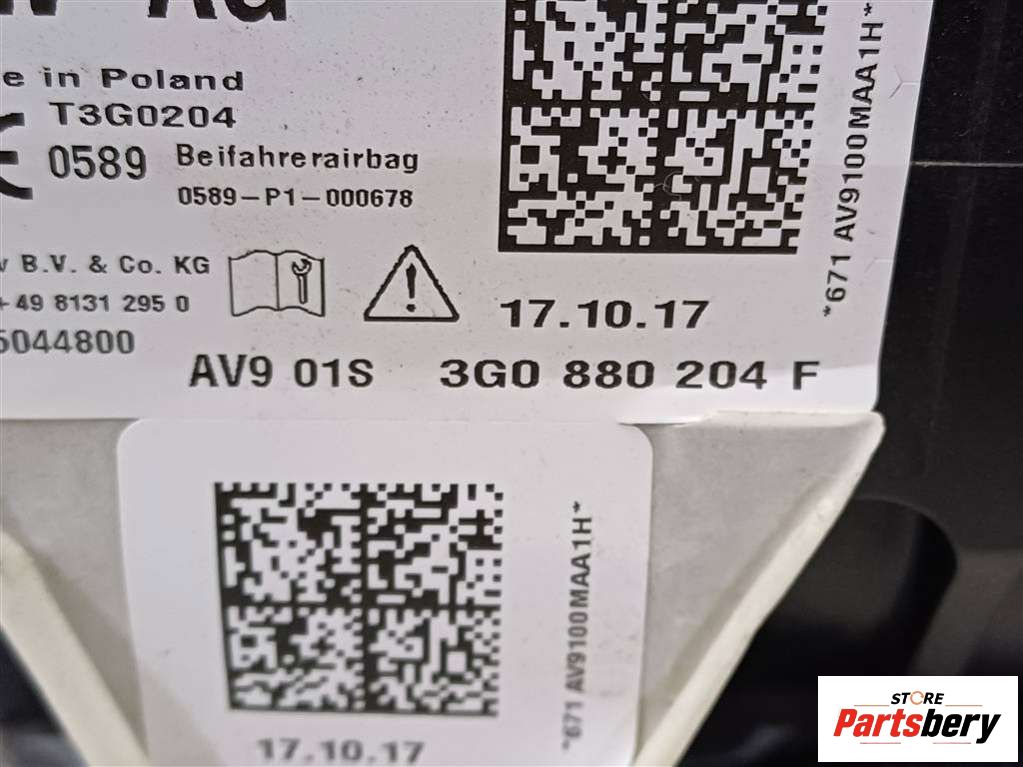 AG
in Poland
T3G0204
0589 Beifahrerairbag
0589-P1-000678
B.V. & Co. KG
+49 8131 295 0
5044800
17.10.17
AV9 01S 3G0 880 204 F
*671 AV9100MAA1H*
*671 AV9100MAA1H*
17.10.17
STORE
Partsbery